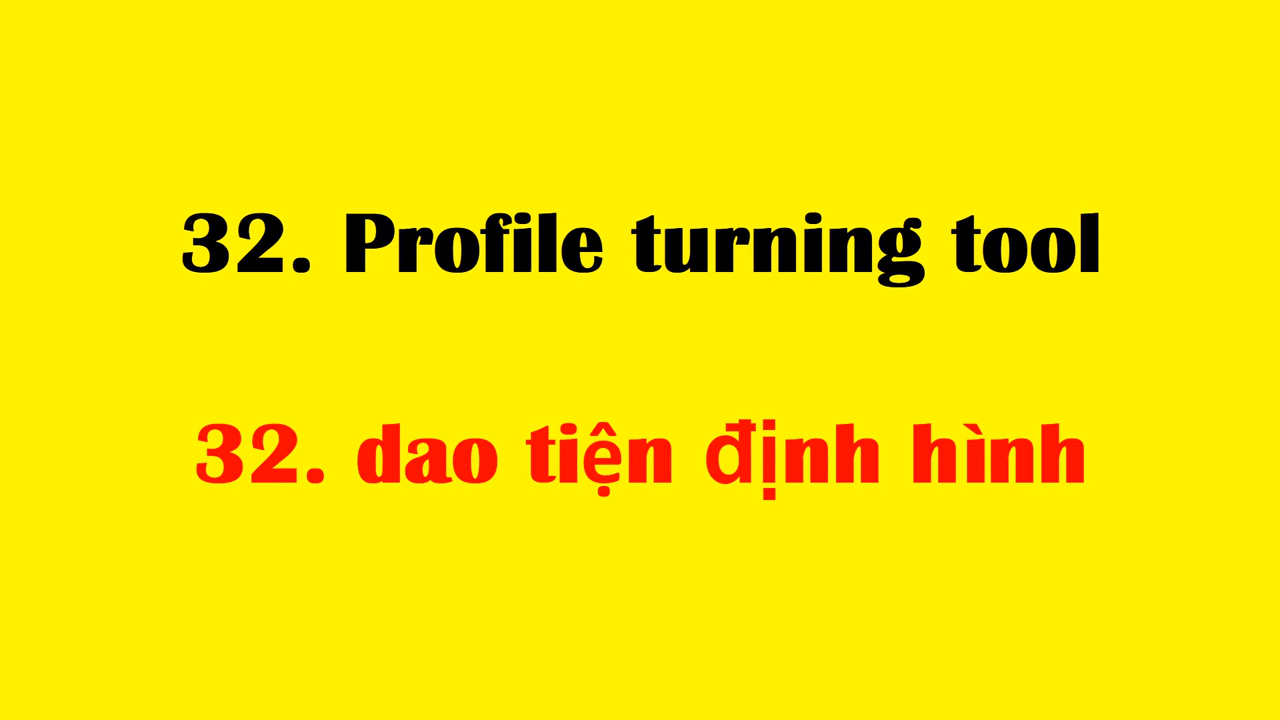 32. Profile turning tool
32. dao tiện định hình